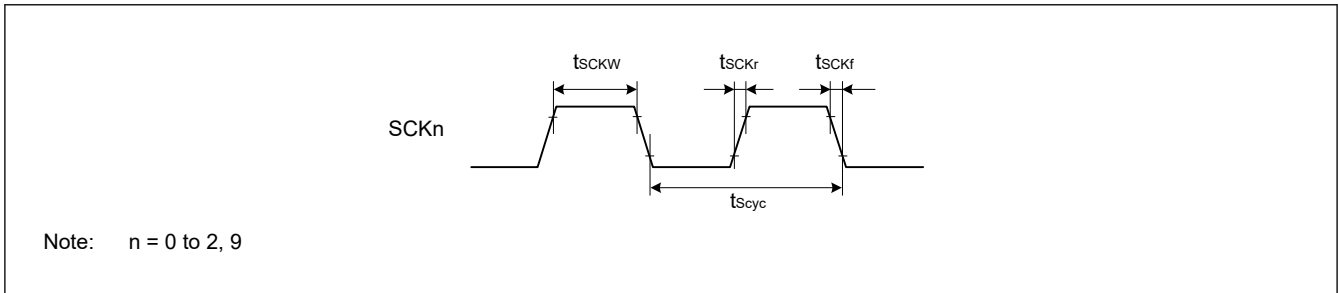 tSCKW tSCKr tSCKf
SCKn
tScyc
Note: n = 0 to 2, 9